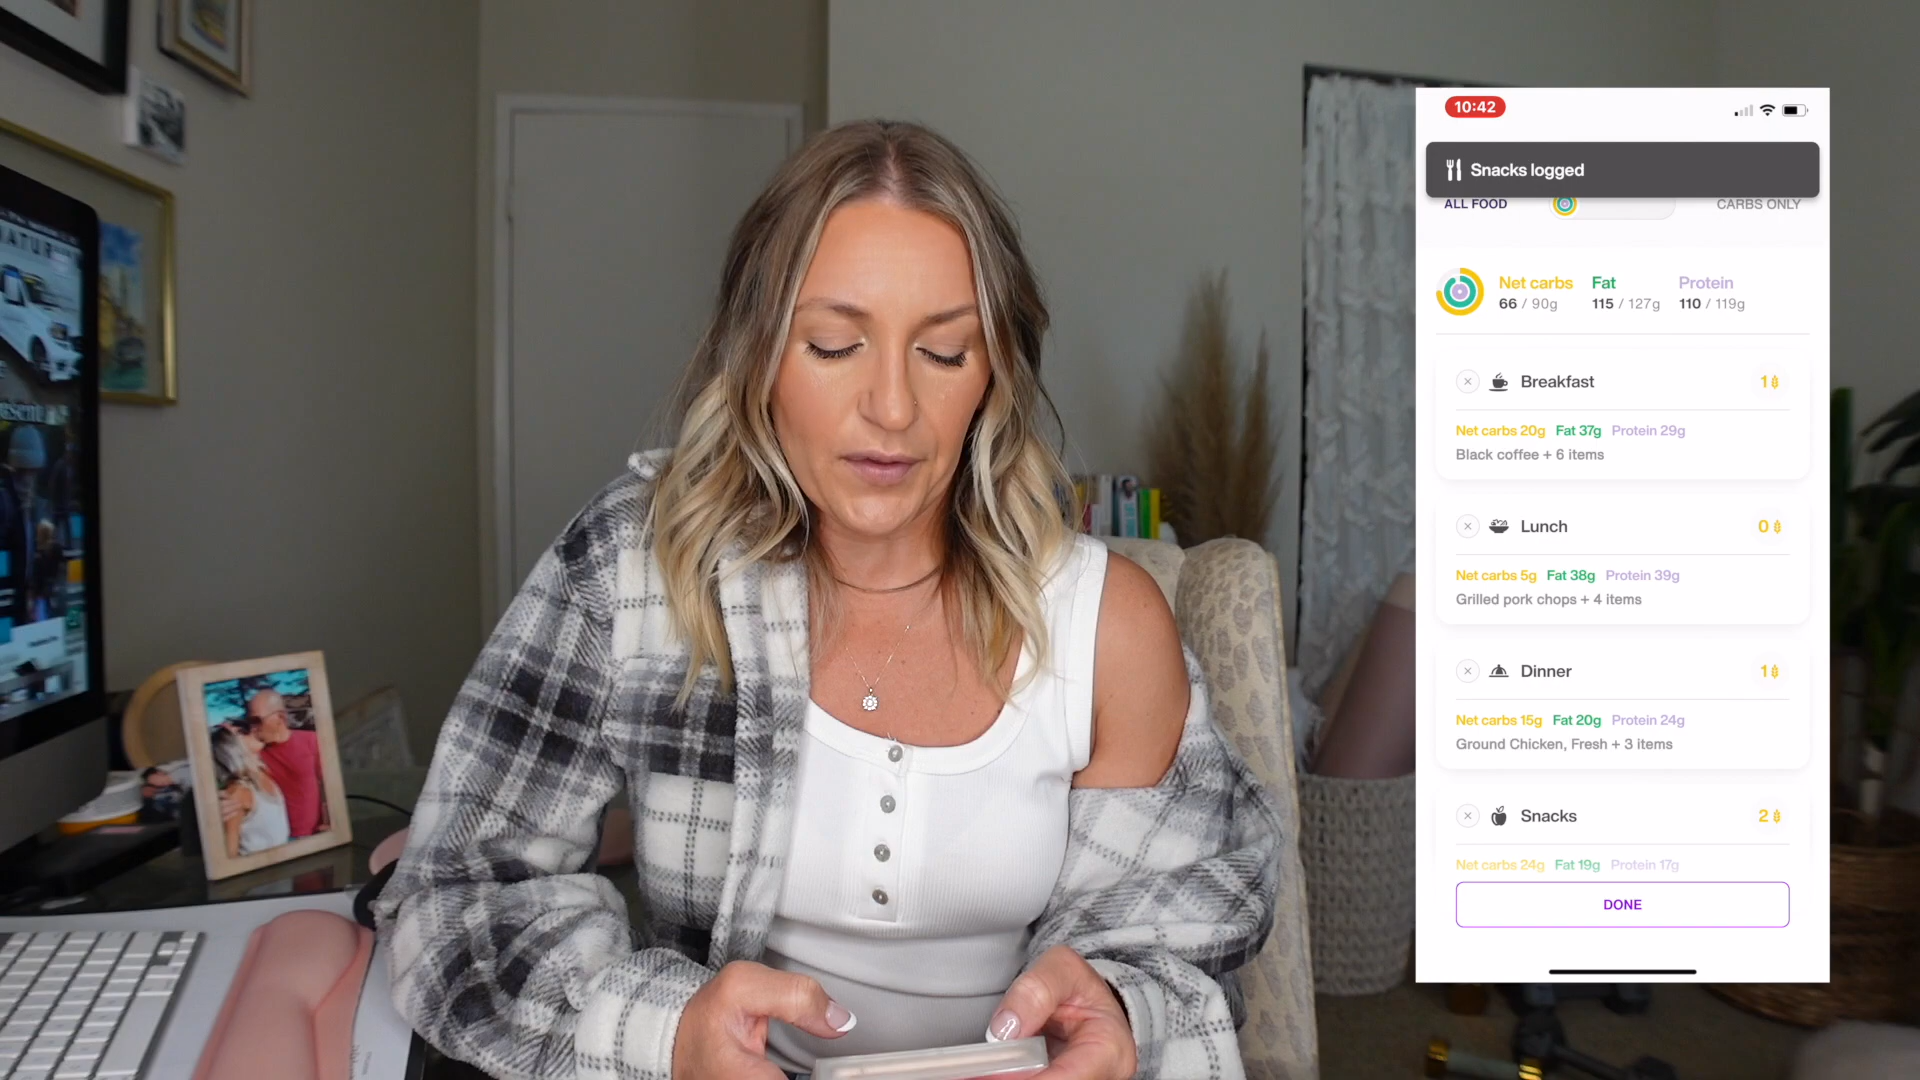 10:42
Snacks logged
ALL FOOD
CARBS ONLY
Net carbs Fat Protein
66 / 90g 115 / 127g 110 / 119g
Breakfast 1
Net carbs 20g Fat 37g Protein 29g
Black coffee + 6 items
Lunch 0
Net carbs 5g Fat 38g Protein 39g
Grilled pork chops + 4 items
Dinner 1
Net carbs 15g Fat 20g Protein 24g
Ground Chicken, Fresh + 3 items
Snacks 2
Net carbs 24g Fat 19g Protein 17g
DONE